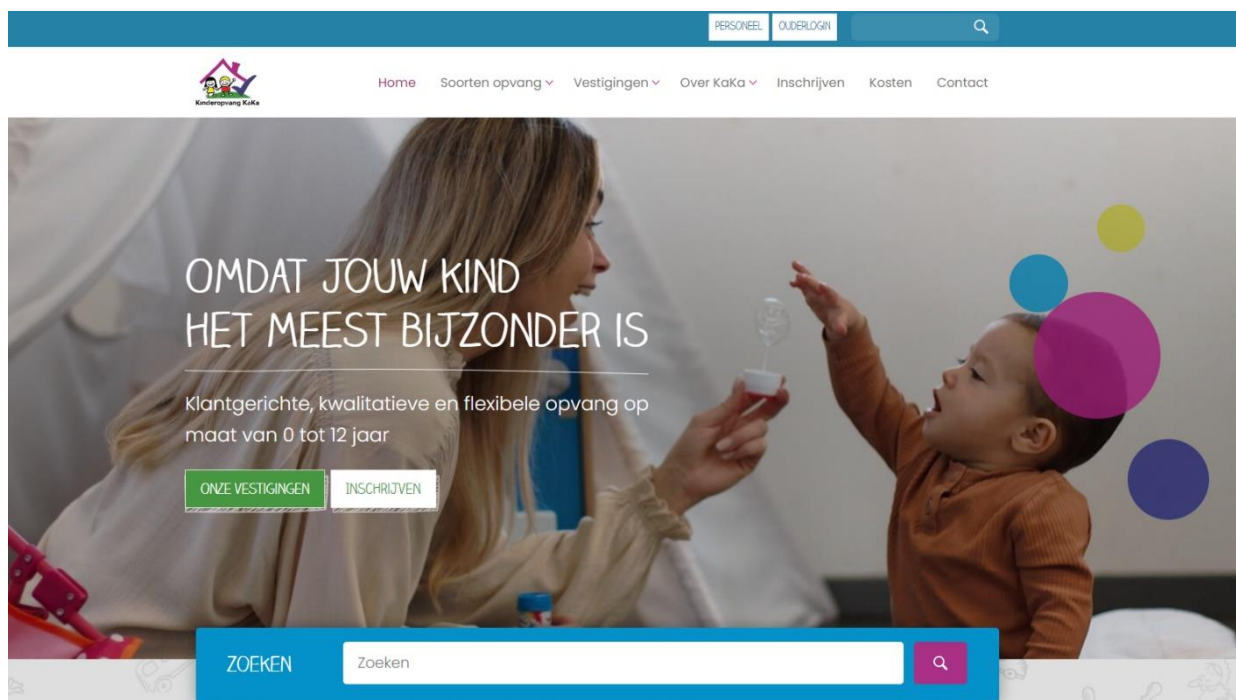 PERSONEEL OUDERLOGIN
Kinderopvang KaKa
Home Soorten opvang Vestigingen Over KaKa Inschrijven Kosten Contact
OMDAT JOUW KIND
HET MEEST BIJZONDER IS
Klantgerichte, kwalitatieve en flexibele opvang op
maat van 0 tot 12 jaar
ONZE VESTIGINGEN INSCHRIJVEN
ZOEKEN Zoeken